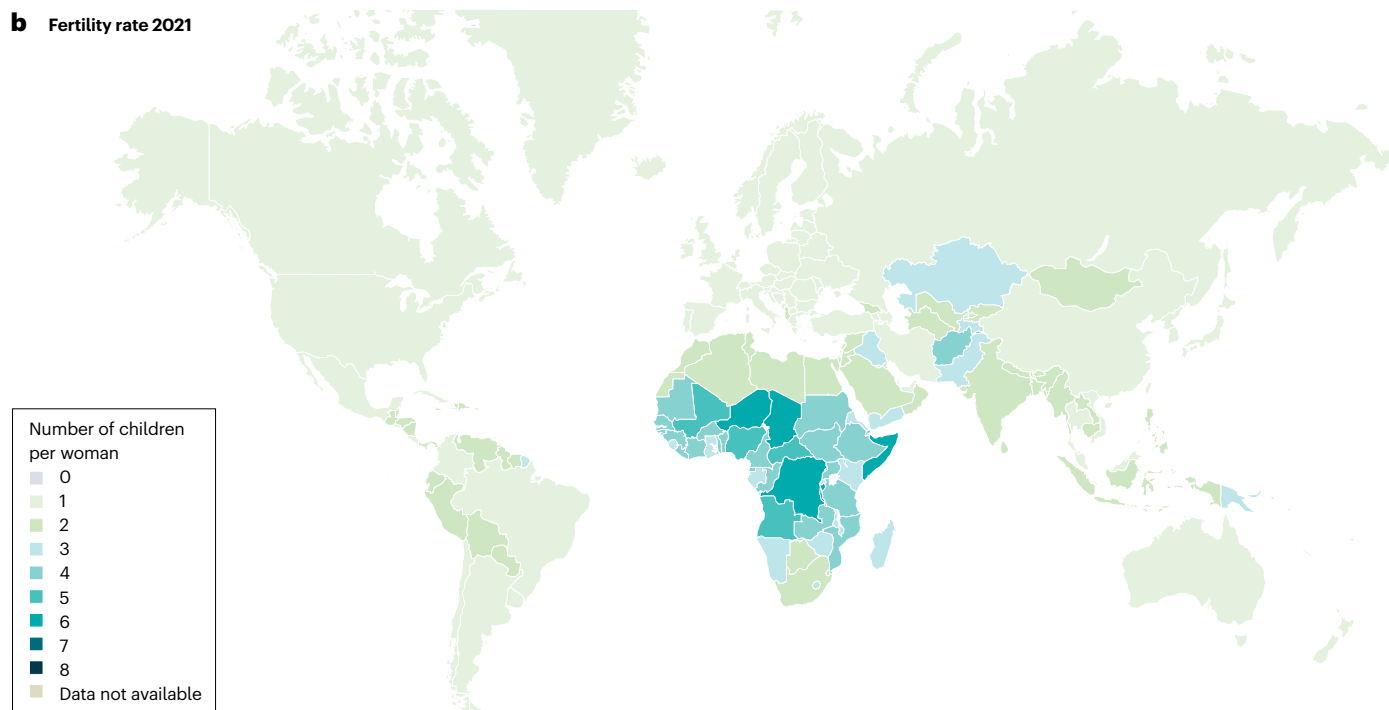 b Fertility rate 2021
Number of children
per woman
0
1
2
3
4
5
6
7
8
Data not available